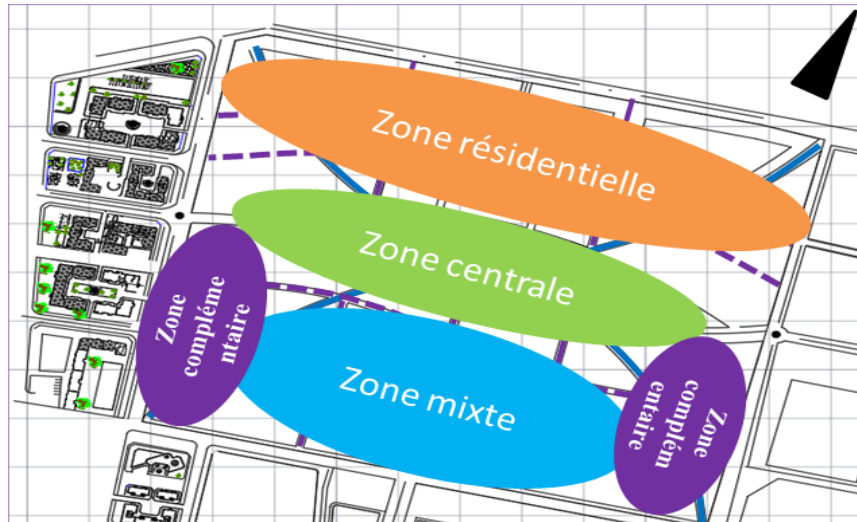 Zone résidentielle
Zone centrale
Zone
compléme
ntaire
Zone mixte
Zone
complém
entaire